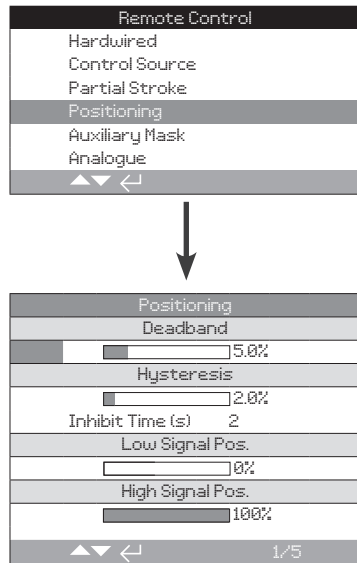 Remote Control
Hardwired
Control Source
Partial Stroke
Positioning
Auxiliary Mask
Analogue
Positioning
Deadband
5.0%
Hysteresis
2.0%
Inhibit Time (s) 2
Low Signal Pos.
0%
High Signal Pos.
100%
1/5